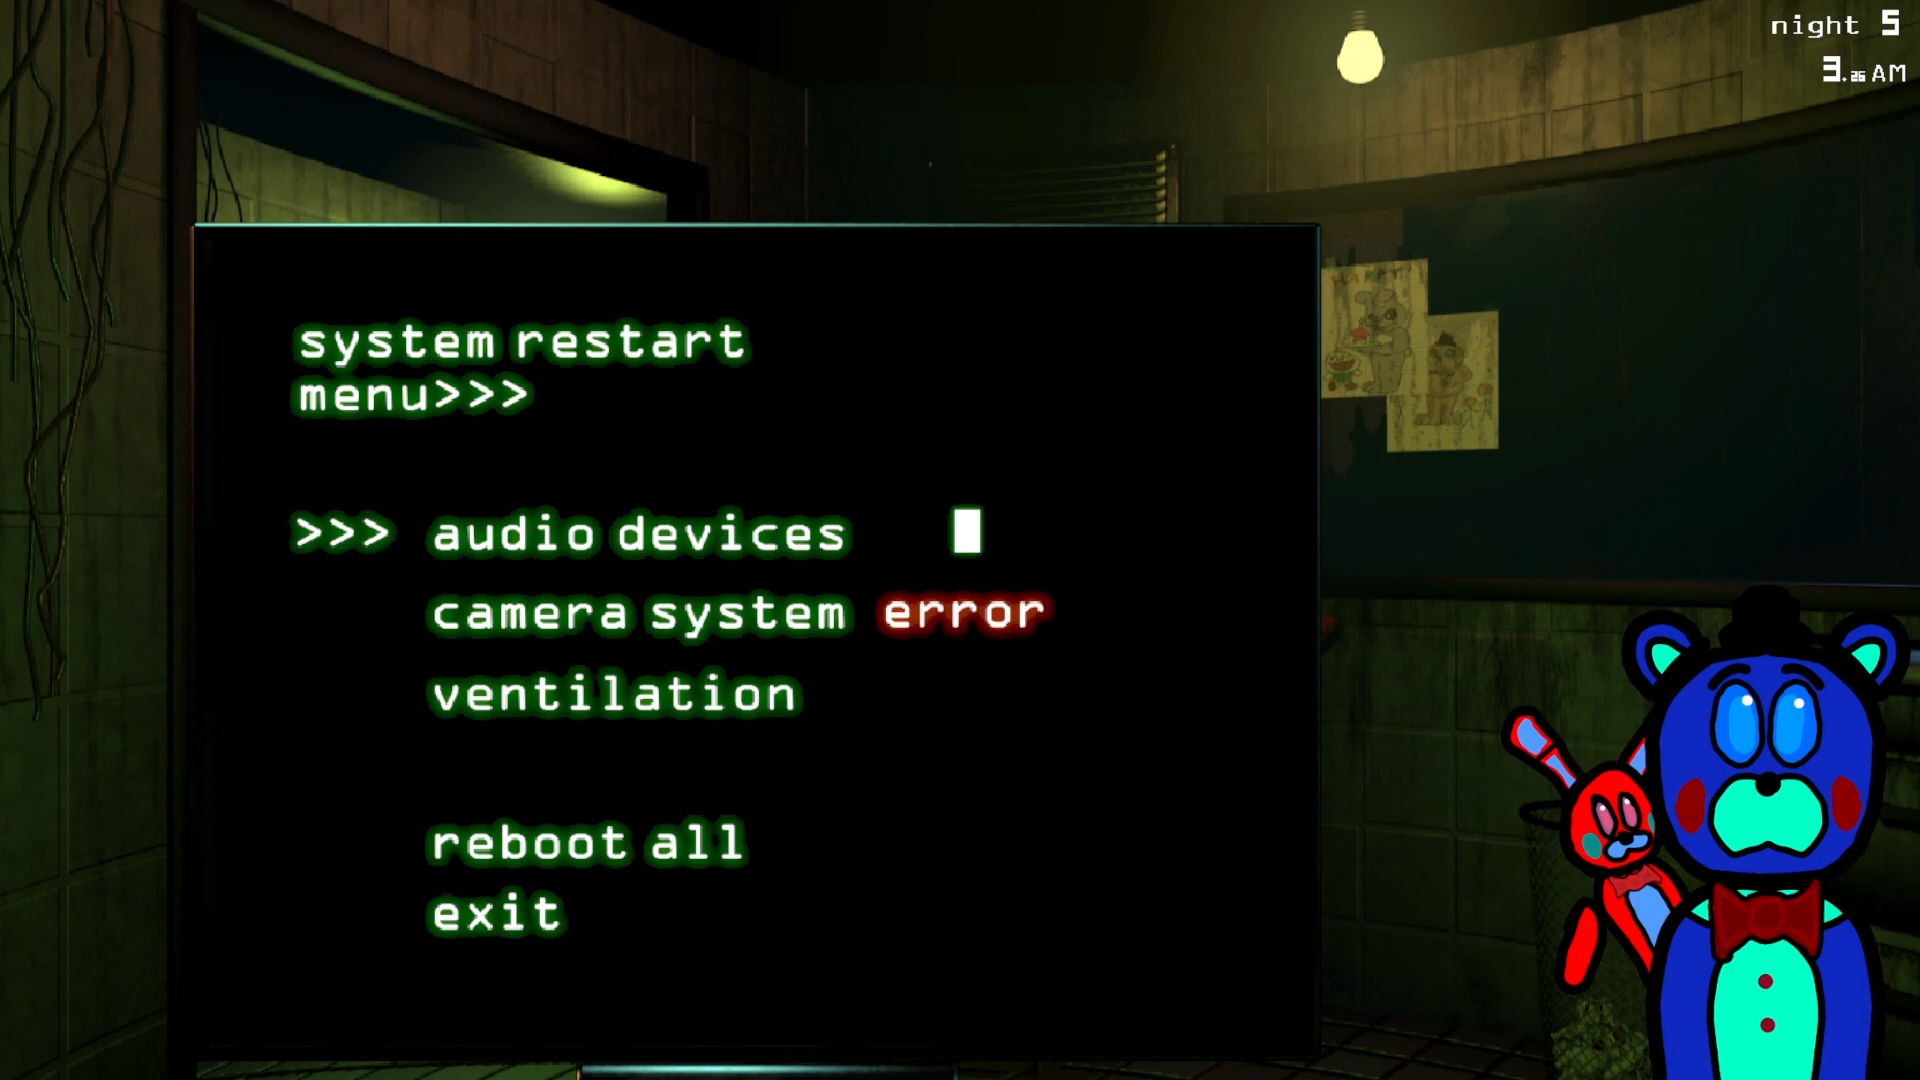 night 5
3.26 AM
system restart
menu>>>
>>> audio devices
camera system error
ventilation
reboot all
exit